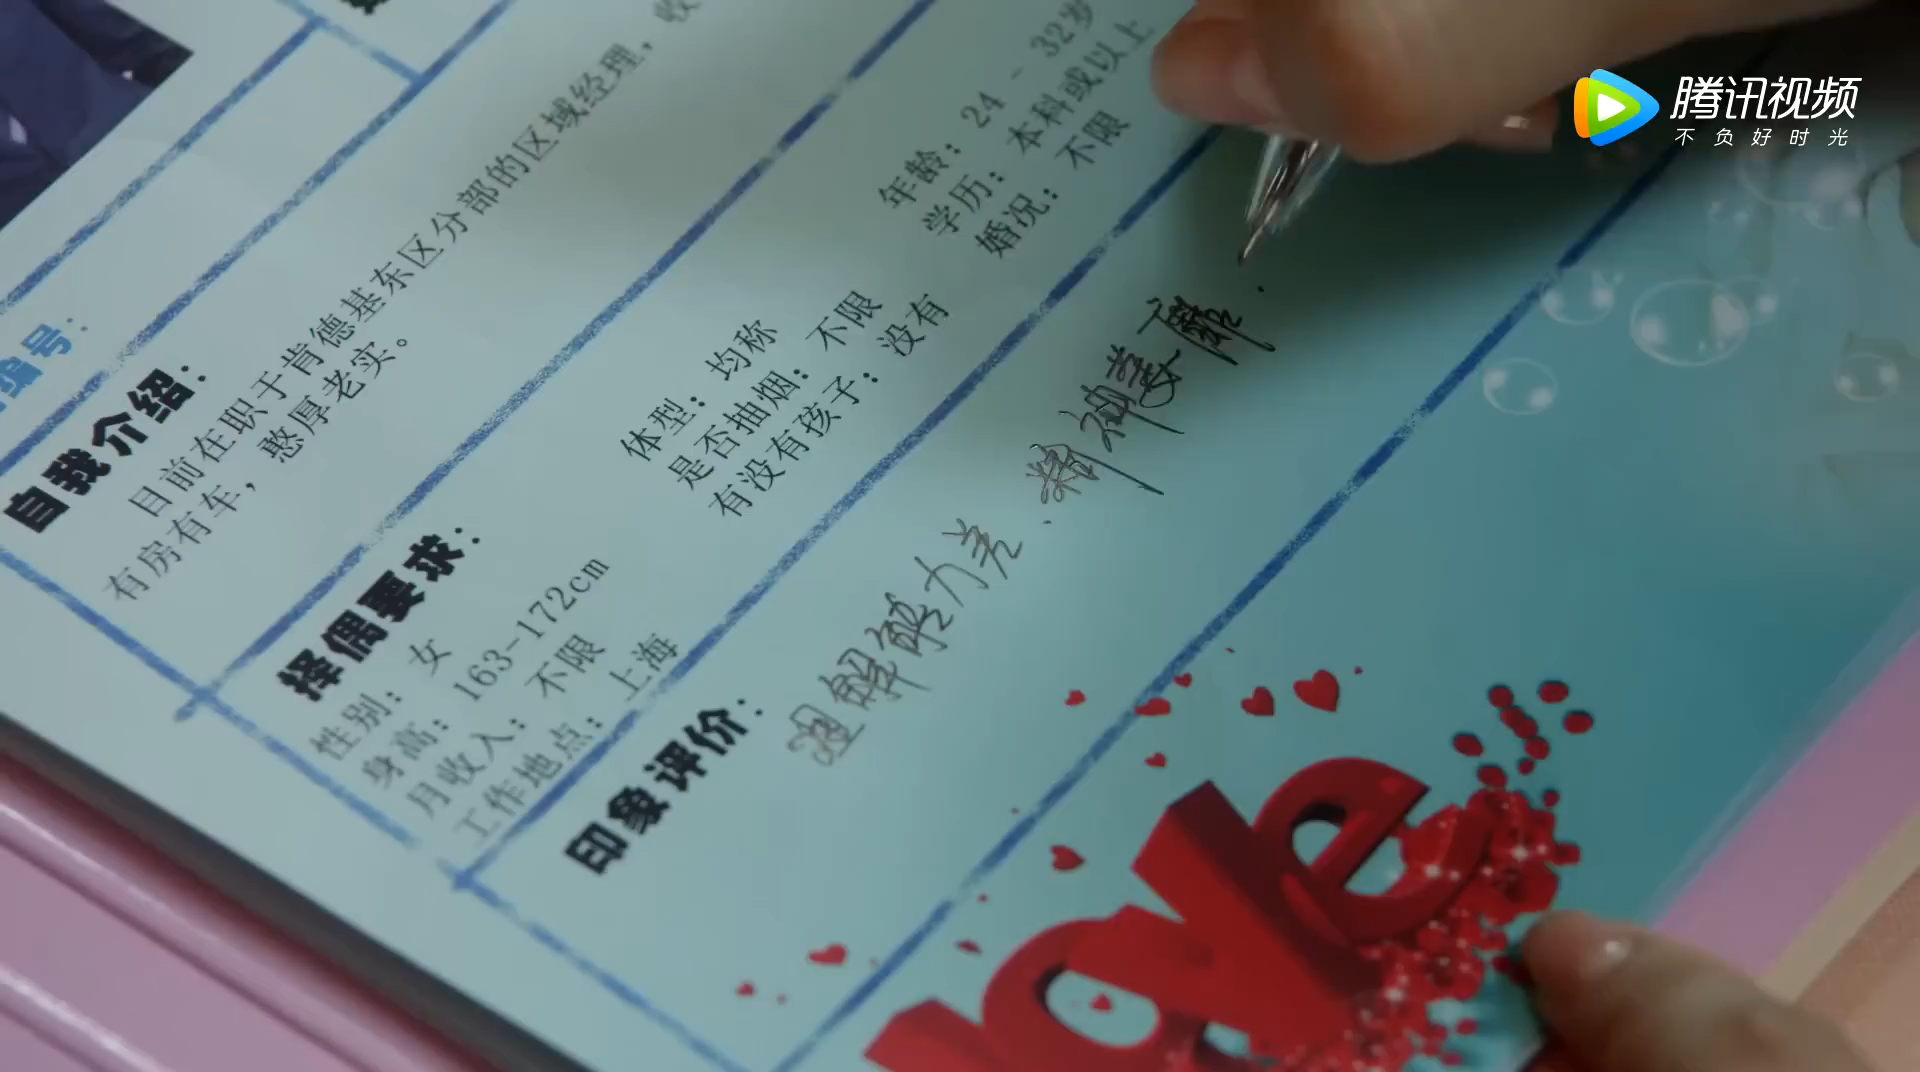 腾讯视频
不负好时光
编号:
自我介绍:
目前在职于肯德基东区分部的区域经理，收
有房有车，憨厚老实。
择偶要求:
性别: 女
身高: 163-172cm
体型: 均称
年龄: 24 - 32岁
月收入: 不限
是否抽烟: 不限
学历: 本科或以上
工作地点: 上海
有没有孩子: 没有
婚况: 不限
印象评价:
理解能力差. 精神萎靡.
love